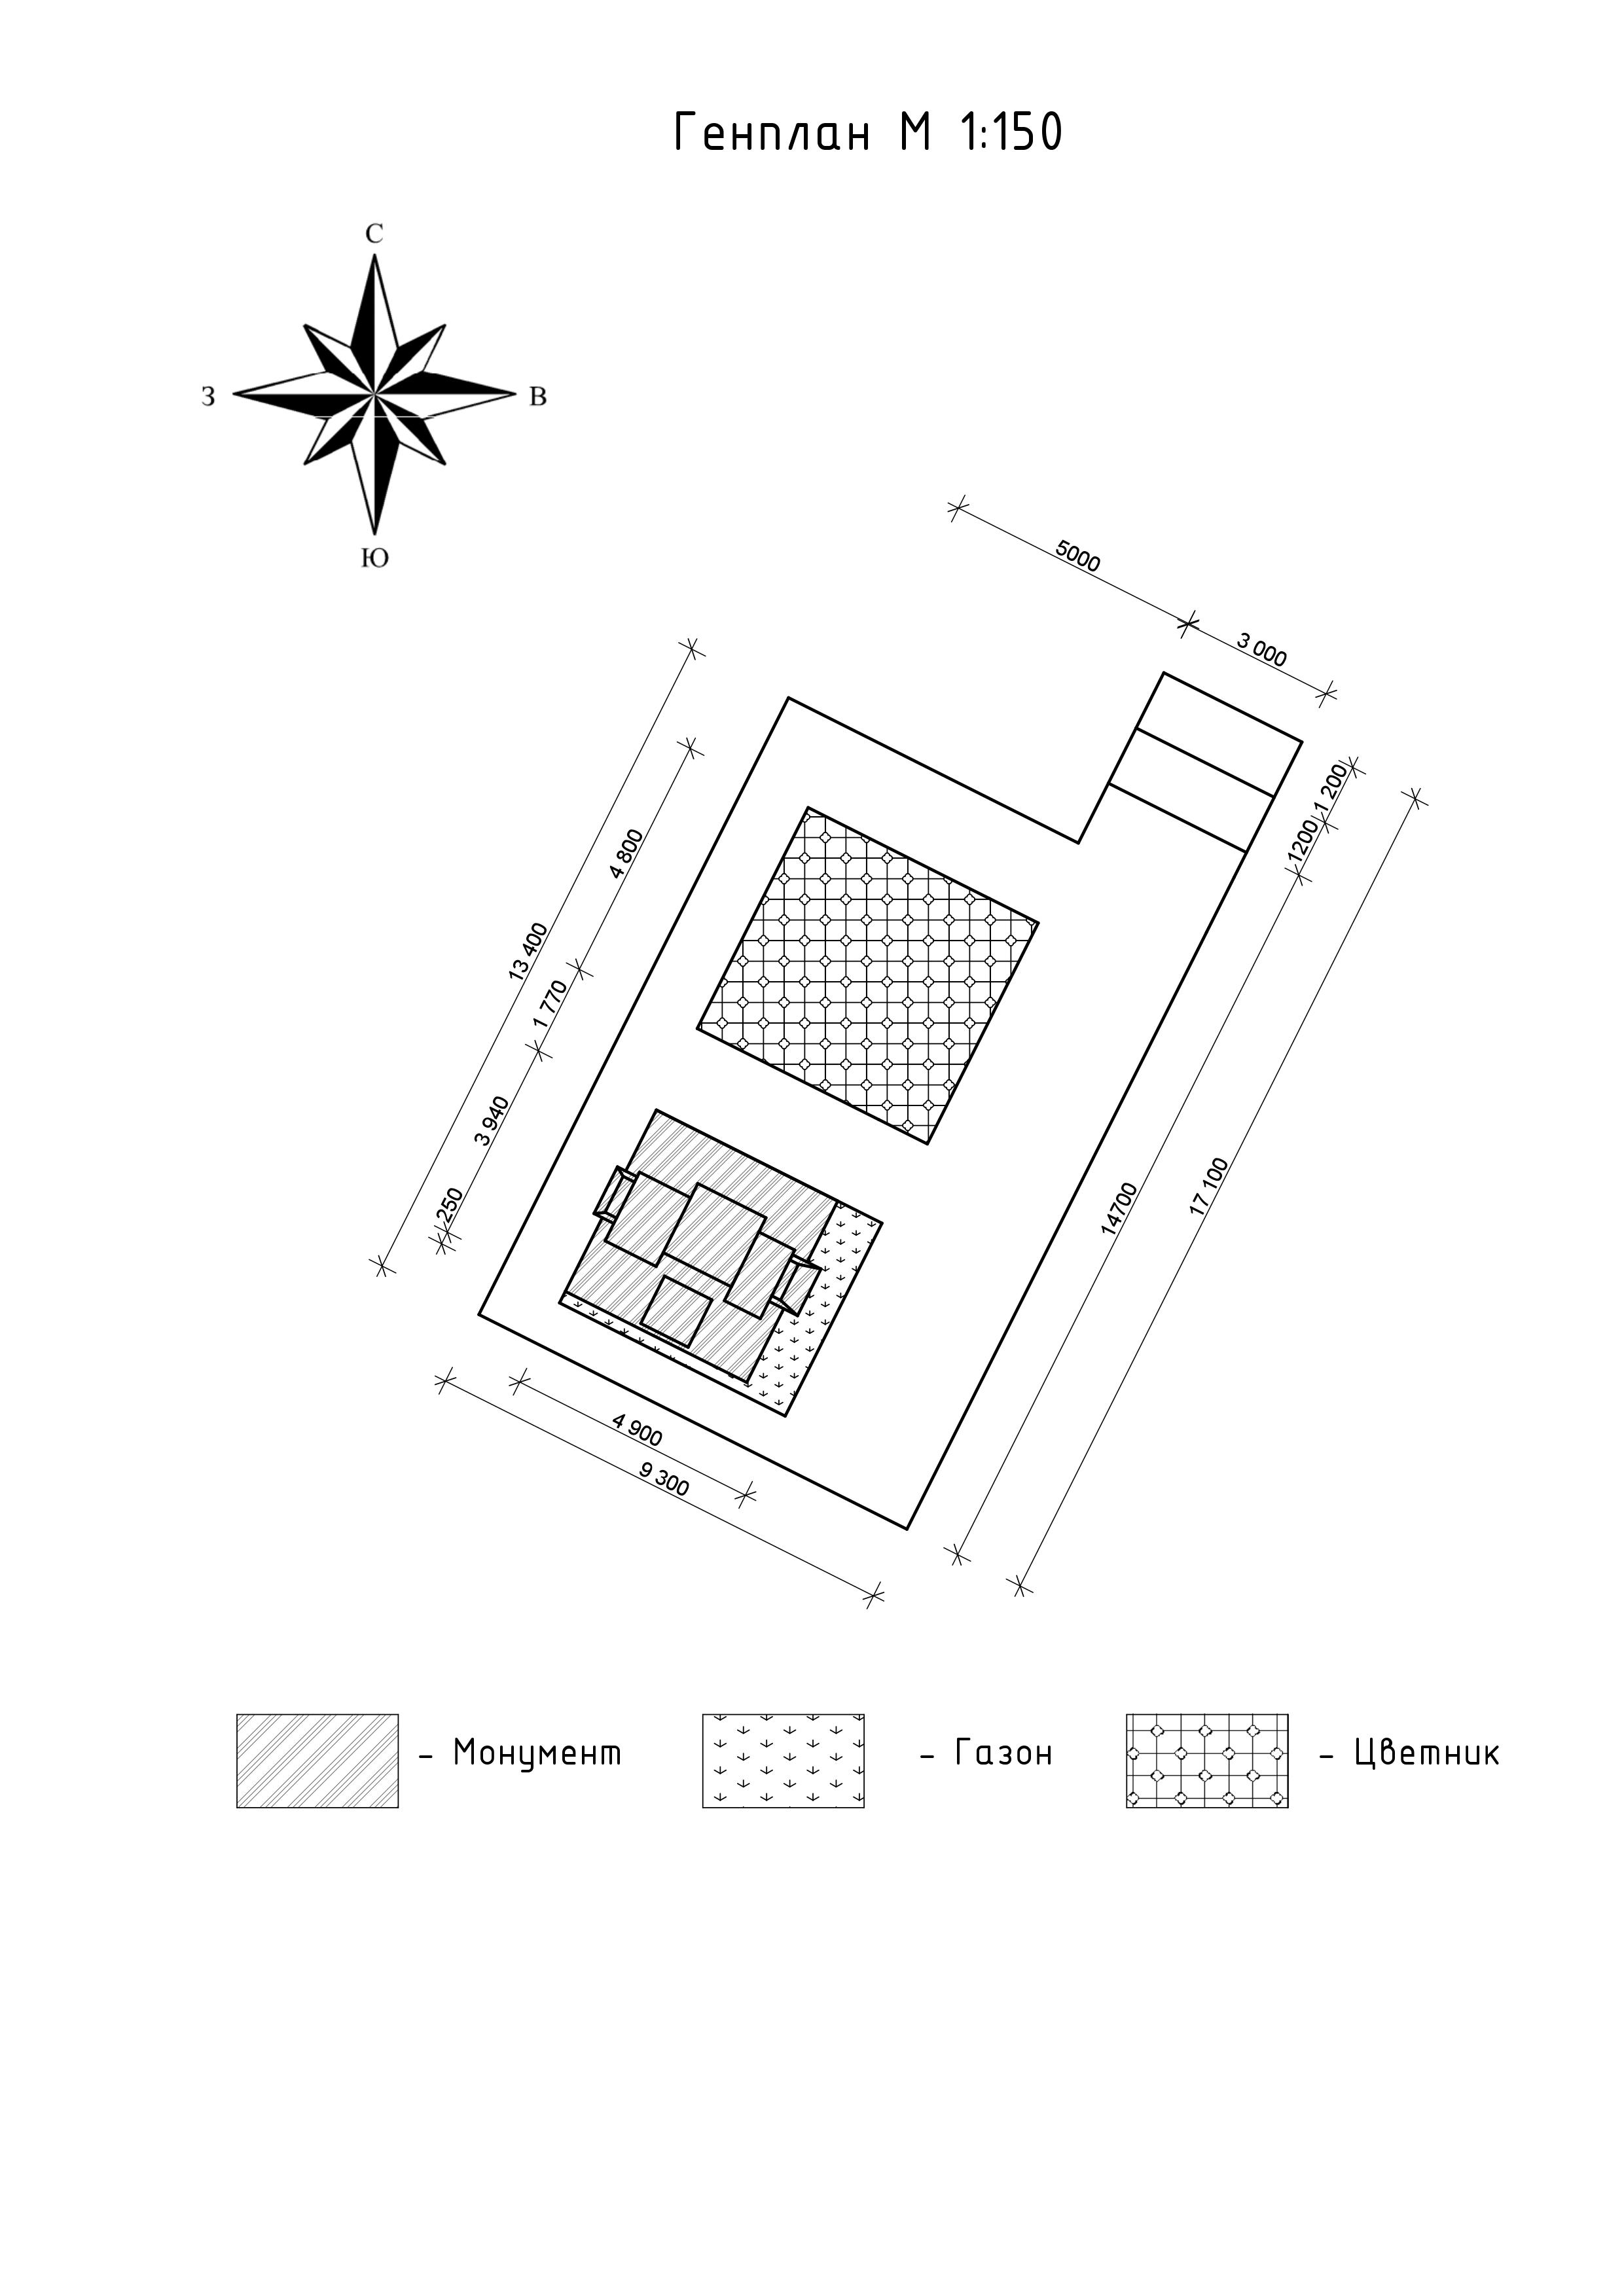 Генплан М 1:150
С
З
В
Ю
5000
3 000
4 800
13 400
1 770
3 940
250
1 200
1200
14700
17 100
4 900
9 300
- Монумент
- Газон
- Цветник